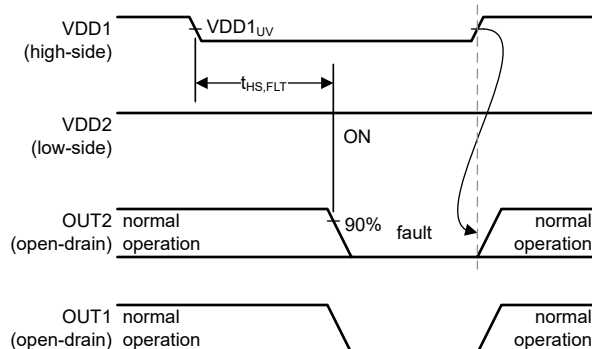 VDD1
(high-side)
VDD1UV
tHS,FLT
VDD2
(low-side)
ON
OUT2
(open-drain)
normal
operation
90%
fault
normal
operation
OUT1
(open-drain)
normal
operation
normal
operation